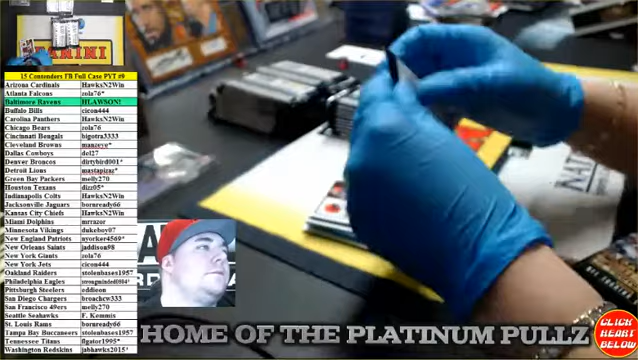 PANINI
15 Contenders FB Full Case PYT #9
Arizona Cardinals HawksN2Win
Atlanta Falcons zola76*
Baltimore Ravens HLAWSON!
Buffalo Bills cicon444
Carolina Panthers HawksN2Win
Chicago Bears zola76
Cincinnati Bengals bigotra3333
Cleveland Browns
Dallas Cowboys del27
Denver Broncos dirtybird001*
Detroit Lions mastapiraz*
Green Bay Packers melly270
Houston Texans dizz05*
Indianapolis Colts HawksN2Win
Jacksonville Jaguars bornready66
Kansas City Chiefs HawksN2Win
Miami Dolphins mrrazor
Minnesota Vikings dukeboy07
New England Patriots nyorker4569*
New Orleans Saints jaddison98
New York Giants zola76
New York Jets cicon444
Oakland Raiders stolenbases1957
Philadelphia Eagles
Pittsburg Steelers eddieon
San Diego Chargers broachcw333
San Francisco 49ers melly270
Seattle Seahawks F. Kommis
St. Louis Rams bornready66
Tampa Bay Buccaneers stolenbases1957
Tennessee Titans flgator1995*
Washington Redskins jabhawks2015*
HOME OF THE PLATINUM PULLZ
CLICK
HEART
BELOW